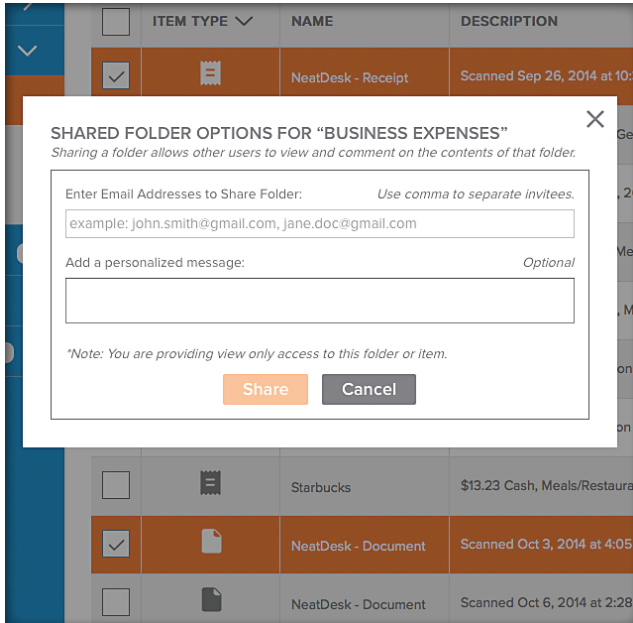 ITEM TYPE NAME DESCRIPTION
NeatDesk - Receipt Scanned Sep 26, 2014 at 10:
SHARED FOLDER OPTIONS FOR “BUSINESS EXPENSES”
Sharing a folder allows other users to view and comment on the contents of that folder.
Enter Email Addresses to Share Folder: Use comma to separate invitees.
example: john.smith@gmail.com, jane.doc@gmail.com
Add a personalized message: Optional
*Note: You are providing view only access to this folder or item.
Share Cancel
Starbucks $13.23 Cash, Meals/Restaura
NeatDesk - Document Scanned Oct 3, 2014 at 4:05
NeatDesk - Document Scanned Oct 6, 2014 at 2:28